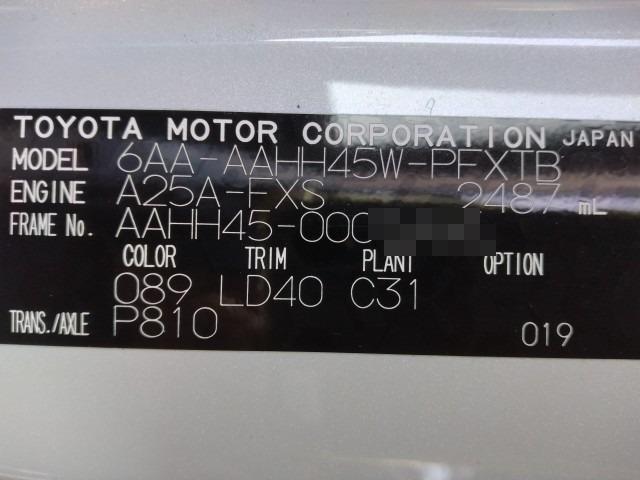 TOYOTA MOTOR CORPORATION JAPAN
MODEL 6AA-AAHH45W-PFXTB
ENGINE A25A-FXS 2487 mL
FRAME No. AAHH45-000
COLOR TRIM PLANT OPTION
089 LD40 C31
TRANS./AXLE P810 019